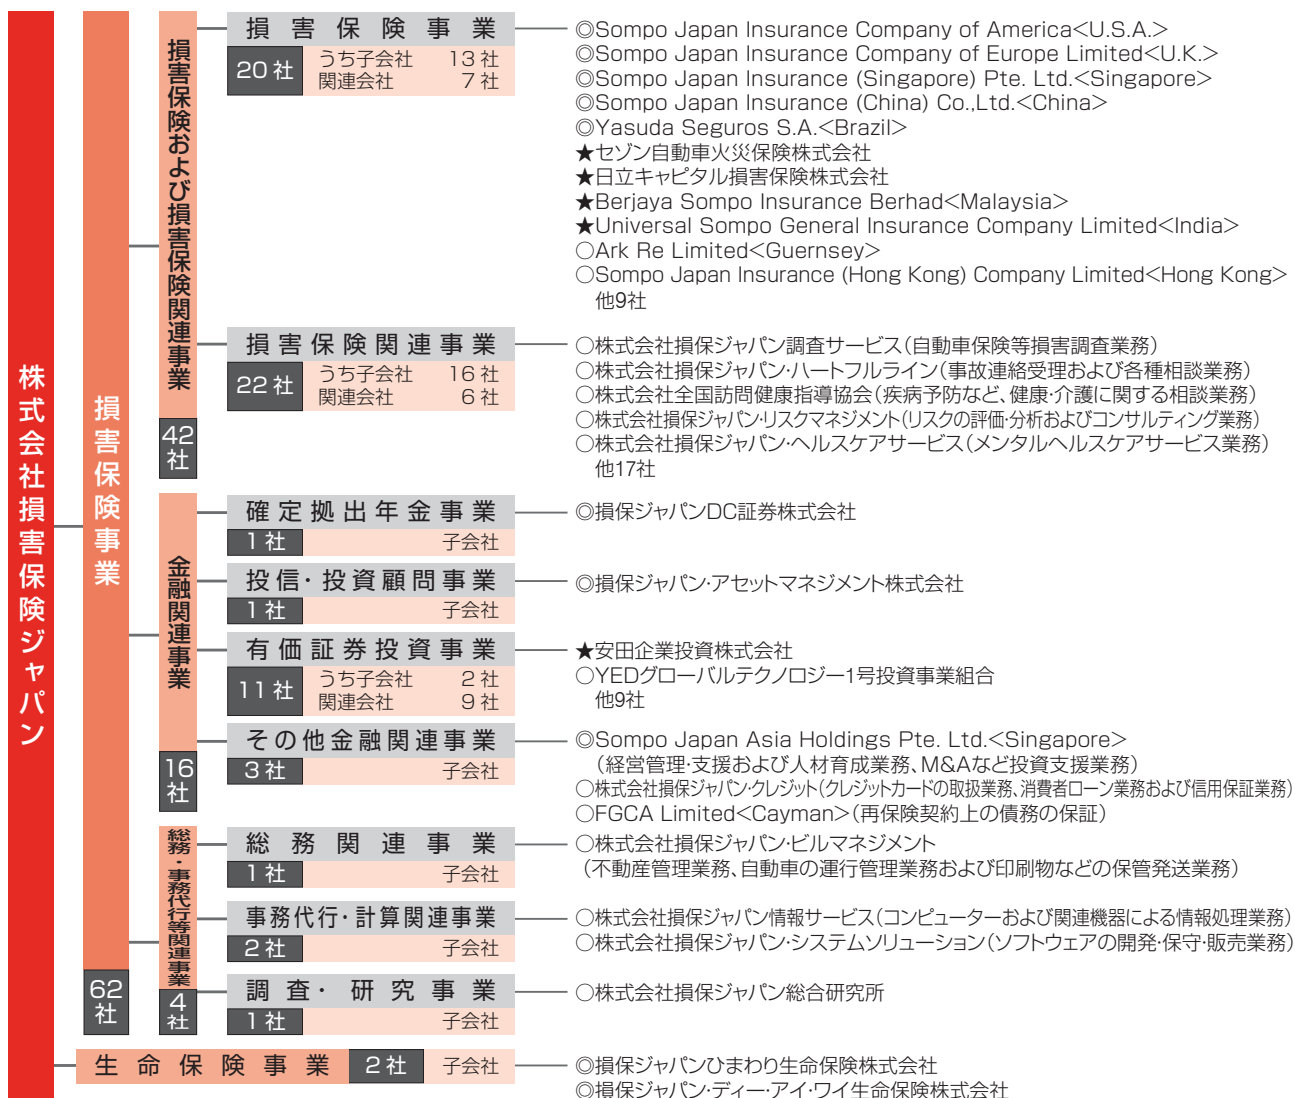 株式会社損害保険ジャパン
損害保険事業
62社
損害保険および損害保険関連事業
42社
損害保険事業
20社
うち子会社 13社
関連会社 7社
◎Sompo Japan Insurance Company of America<U.S.A.>
◎Sompo Japan Insurance Company of Europe Limited<U.K.>
◎Sompo Japan Insurance (Singapore) Pte. Ltd.<Singapore>
◎Sompo Japan Insurance (China) Co.,Ltd.<China>
◎Yasuda Seguros S.A.<Brazil>
★セゾン自動車火災保険株式会社
★日立キャピタル損害保険株式会社
★Berjaya Sompo Insurance Berhad<Malaysia>
★Universal Sompo General Insurance Company Limited<India>
○Ark Re Limited<Guernsey>
○Sompo Japan Insurance (Hong Kong) Company Limited<Hong Kong>
他9社
損害保険関連事業
22社
うち子会社 16社
関連会社 6社
○株式会社損保ジャパン調査サービス(自動車保険等損害調査業務)
○株式会社損保ジャパン・ハートフルライン(事故連絡受理および各種相談業務)
○株式会社全国訪問健康指導協会(疾病予防など、健康・介護に関する相談業務)
○株式会社損保ジャパン・リスクマネジメント(リスクの評価・分析およびコンサルティング業務)
○株式会社損保ジャパン・ヘルスケアサービス(メンタルヘルスケアサービス業務)
他17社
金融関連事業
16社
確定拠出年金事業
1社 子会社
◎損保ジャパンDC証券株式会社
投信・投資顧問事業
1社 子会社
◎損保ジャパン・アセットマネジメント株式会社
有価証券投資事業
11社
うち子会社 2社
関連会社 9社
★安田企業投資株式会社
○YEDグローバルテクノロジー1号投資事業組合
他9社
その他金融関連事業
3社 子会社
◎Sompo Japan Asia Holdings Pte. Ltd.<Singapore>
(経営管理・支援および人材育成業務、M&Aなど投資支援業務)
○株式会社損保ジャパン・クレジット(クレジットカードの取扱業務、消費者ローン業務および信用保証業務)
○FGCA Limited<Cayman>(再保険契約上の債務の保証)
総務・事務代行等関連事業
4社
総務関連事業
1社 子会社
○株式会社損保ジャパン・ビルマネジメント
(不動産管理業務、自動車の運行管理業務および印刷物などの保管発送業務)
事務代行・計算関連事業
2社 子会社
○株式会社損保ジャパン情報サービス(コンピューターおよび関連機器による情報処理業務)
○株式会社損保ジャパン・システムソリューション(ソフトウェアの開発・保守・販売業務)
調査・研究事業
1社 子会社
○株式会社損保ジャパン総合研究所
生命保険事業 2社 子会社
◎損保ジャパンひまわり生命保険株式会社
◎損保ジャパン・ディー・アイ・ワイ生命保険株式会社